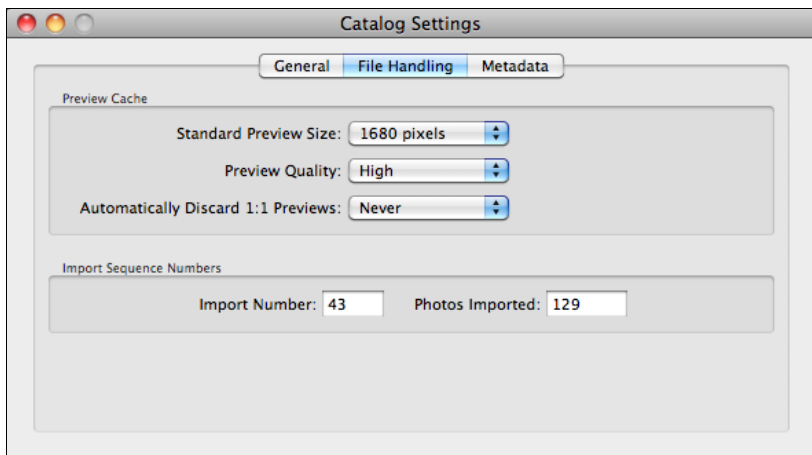 Catalog Settings
General File Handling Metadata
Preview Cache
Standard Preview Size: 1680 pixels
Preview Quality: High
Automatically Discard 1:1 Previews: Never
Import Sequence Numbers
Import Number: 43 Photos Imported: 129